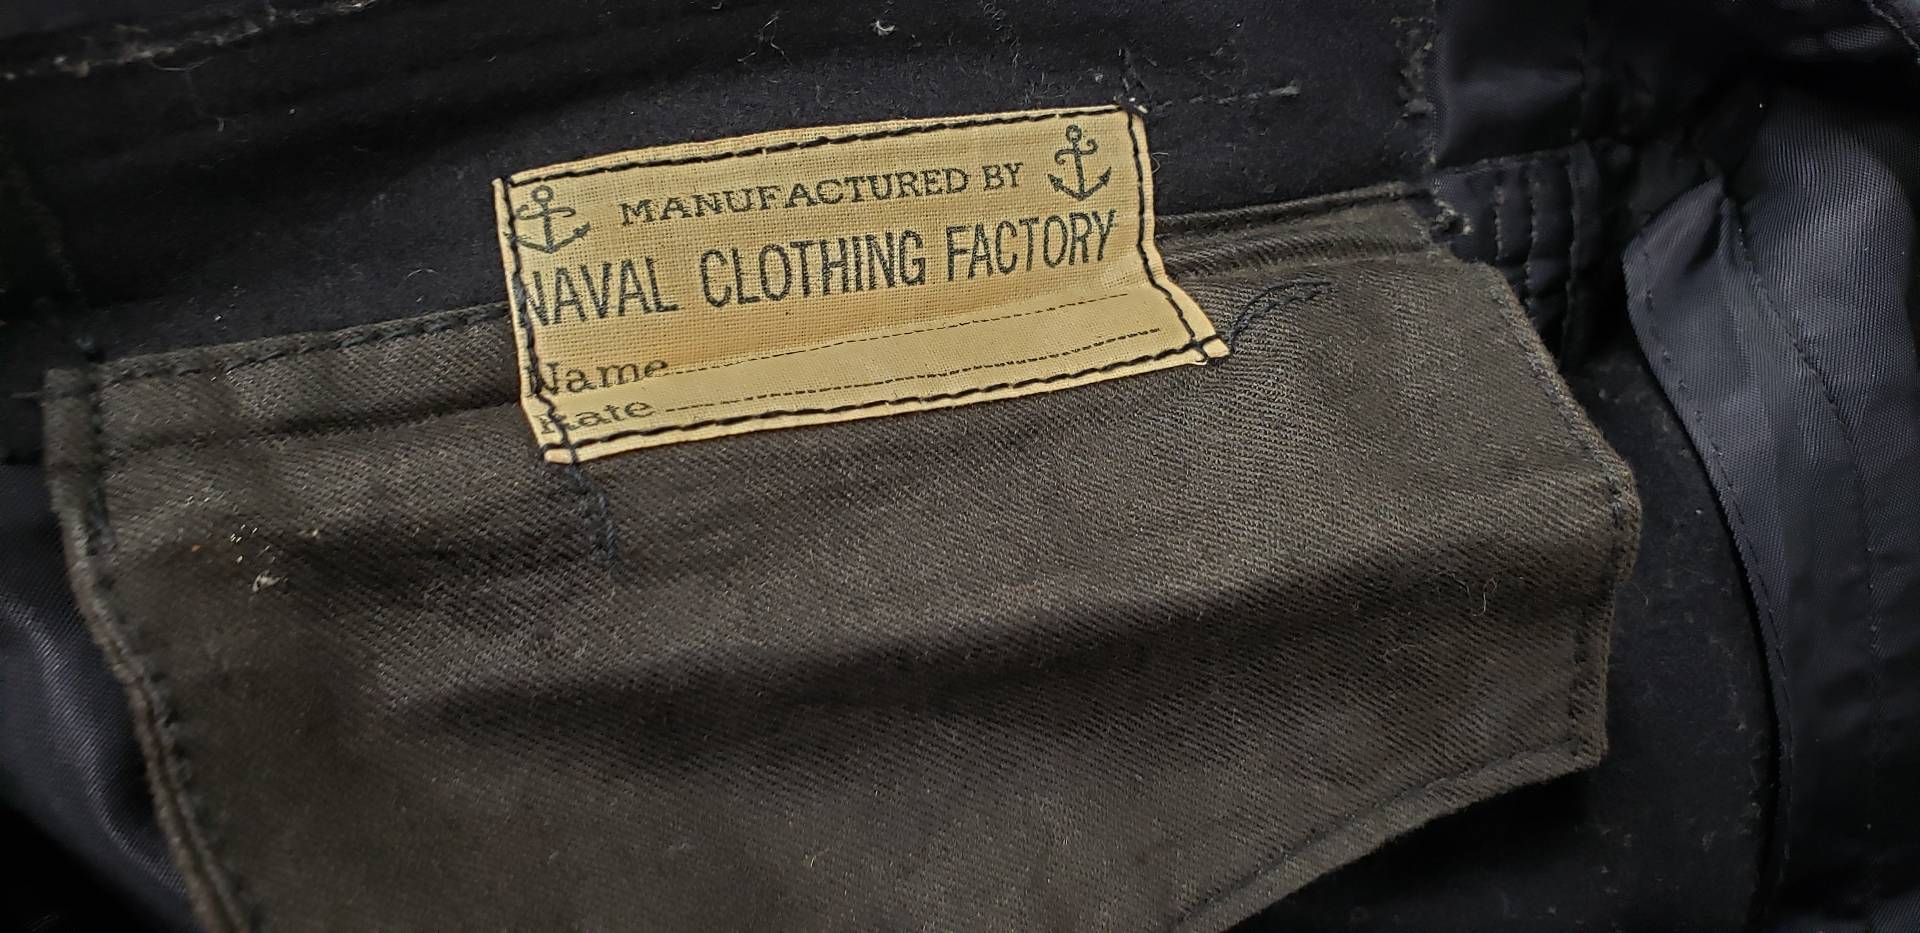 MANUFACTURED BY
NAVAL CLOTHING FACTORY
Name
Rate